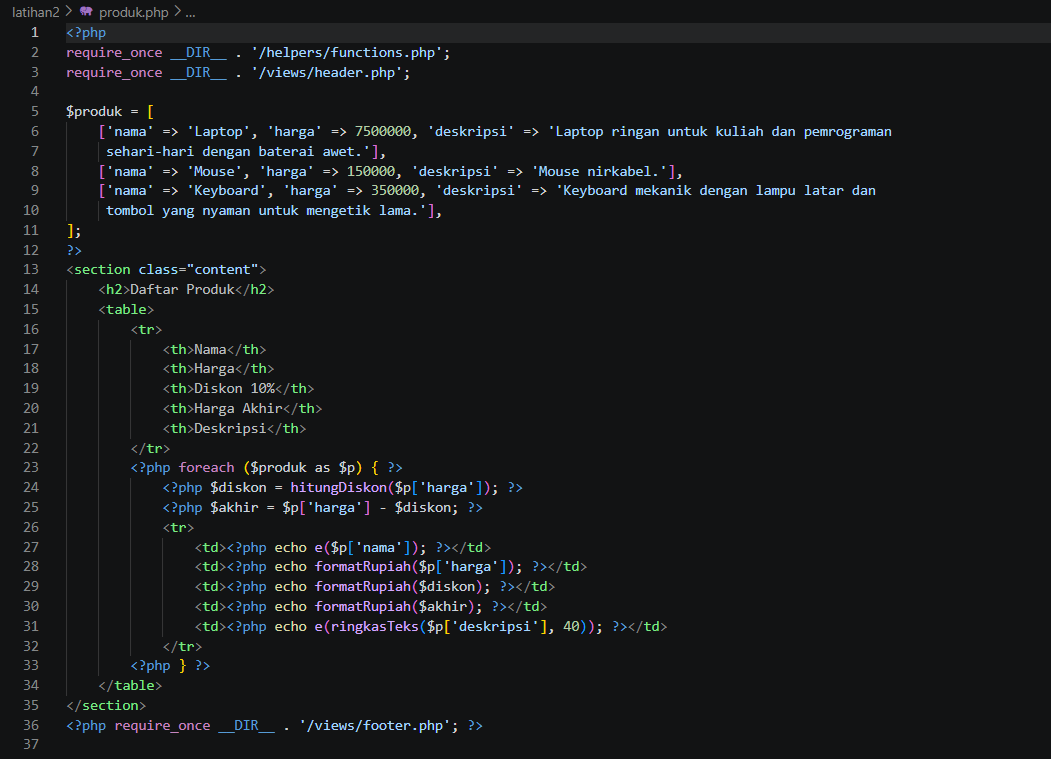 latihan2 > produk.php > ...
1 <?php
2 require_once __DIR__ . '/helpers/functions.php';
3 require_once __DIR__ . '/views/header.php';
4
5 $produk = [
6     ['nama' => 'Laptop', 'harga' => 7500000, 'deskripsi' => 'Laptop ringan untuk kuliah dan pemrograman
7      sehari-hari dengan baterai awet.'],
8     ['nama' => 'Mouse', 'harga' => 150000, 'deskripsi' => 'Mouse nirkabel.'],
9     ['nama' => 'Keyboard', 'harga' => 350000, 'deskripsi' => 'Keyboard mekanik dengan lampu latar dan
10      tombol yang nyaman untuk mengetik lama.'],
11 ];
12 ?>
13 <section class="content">
14     <h2>Daftar Produk</h2>
15     <table>
16         <tr>
17             <th>Nama</th>
18             <th>Harga</th>
19             <th>Diskon 10%</th>
20             <th>Harga Akhir</th>
21             <th>Deskripsi</th>
22         </tr>
23         <?php foreach ($produk as $p) { ?>
24             <?php $diskon = hitungDiskon($p['harga']); ?>
25             <?php $akhir = $p['harga'] - $diskon; ?>
26             <tr>
27                 <td><?php echo e($p['nama']); ?></td>
28                 <td><?php echo formatRupiah($p['harga']); ?></td>
29                 <td><?php echo formatRupiah($diskon); ?></td>
30                 <td><?php echo formatRupiah($akhir); ?></td>
31                 <td><?php echo e(ringkasTeks($p['deskripsi'], 40)); ?></td>
32             </tr>
33         <?php } ?>
34     </table>
35 </section>
36 <?php require_once __DIR__ . '/views/footer.php'; ?>
37